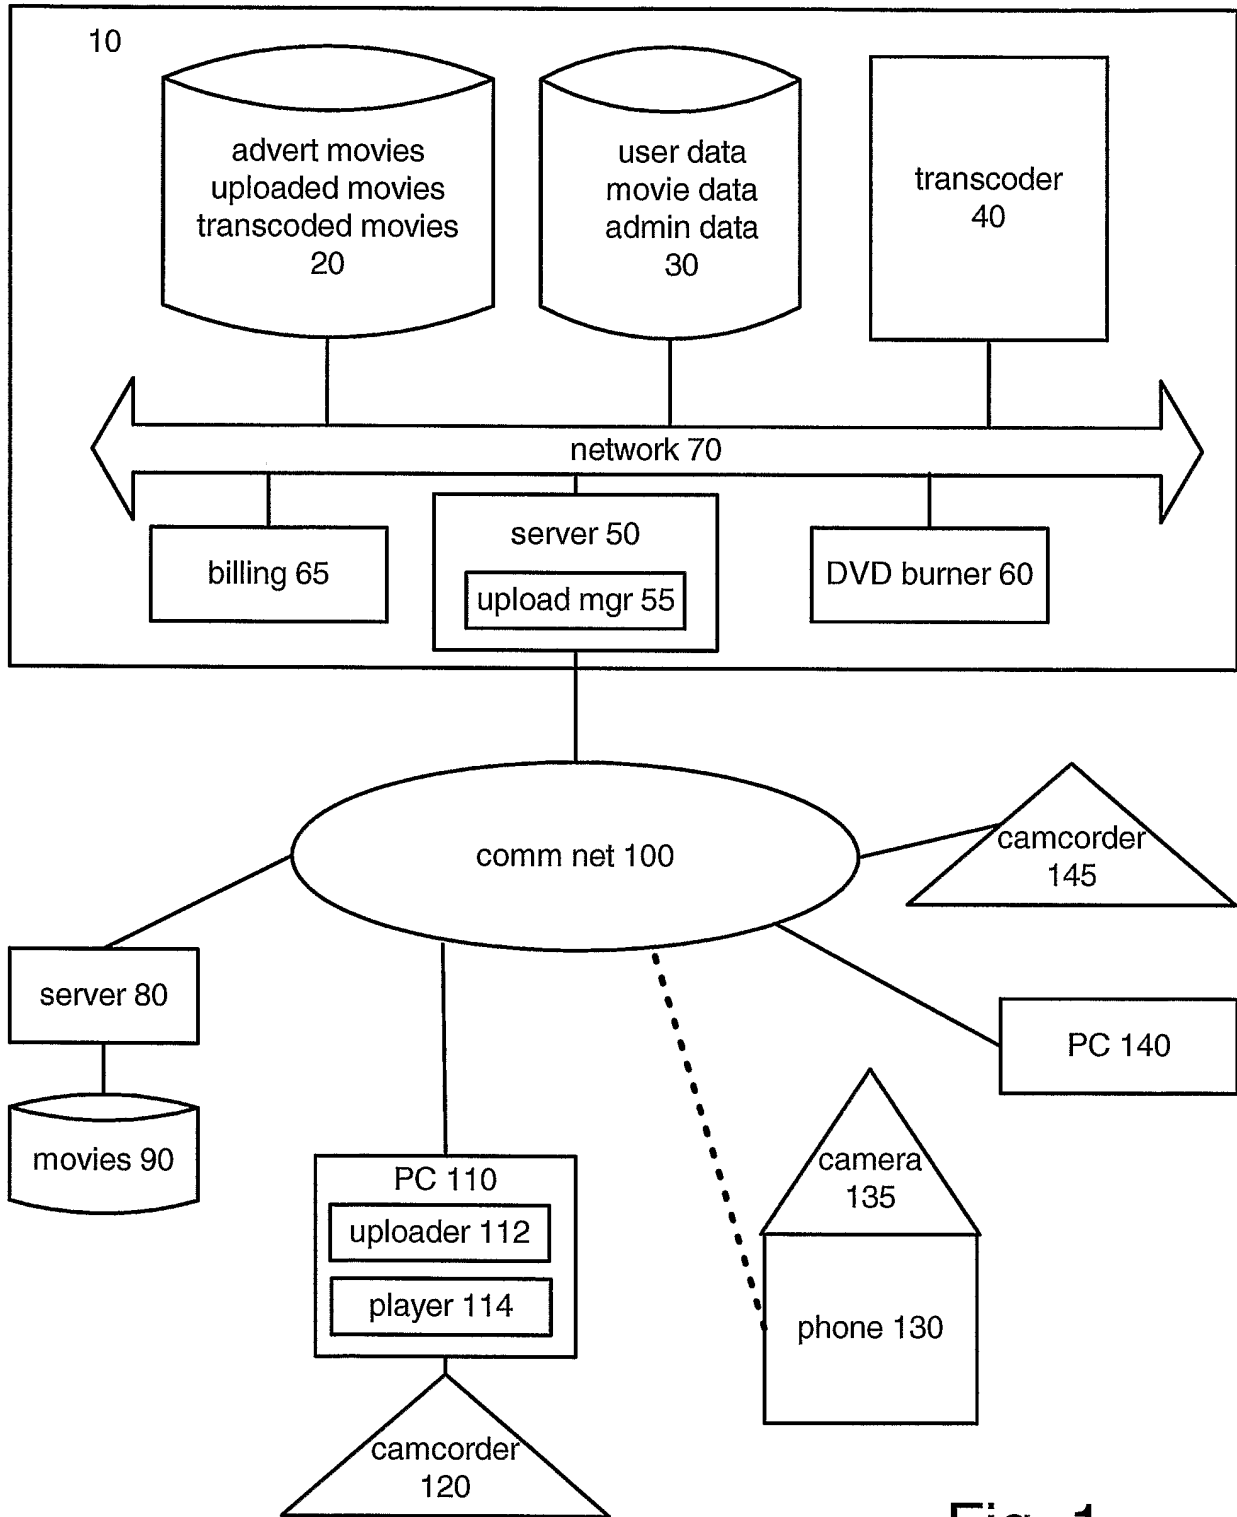 10
advert movies
uploaded movies
transcoded movies
20
user data
movie data
admin data
30
transcoder
40
network 70
billing 65
server 50
upload mgr 55
DVD burner 60
comm net 100
camcorder
145
server 80
PC 140
movies 90
camera
135
PC 110
uploader 112
player 114
phone 130
camcorder
120
Fig. 1